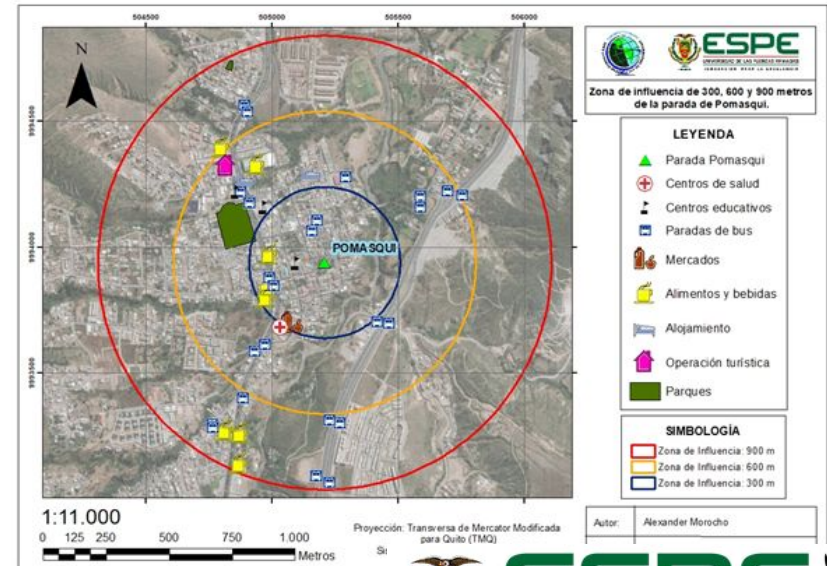 504500 505000 505500 506000
9994500
9994000
9993500
N
POMASQUI
ESPE
UNIVERSIDAD DE LAS FUERZAS ARMADAS
INNOVACIÓN PARA LA EXCELENCIA
Zona de influencia de 300, 600 y 900 metros
de la parada de Pomasqui.
LEYENDA
Parada Pomasqui
Centros de salud
Centros educativos
Paradas de bus
Mercados
Alimentos y bebidas
Alojamiento
Operación turística
Parques
SIMBOLOGÍA
Zona de Influencia: 900 m
Zona de Influencia: 600 m
Zona de Influencia: 300 m
1:11.000
0 125 250 500 750 1.000
Metros
Proyección: Transversa de Mercator Modificada
para Quito (TMQ)
Autor: Alexander Morocho
ESPE